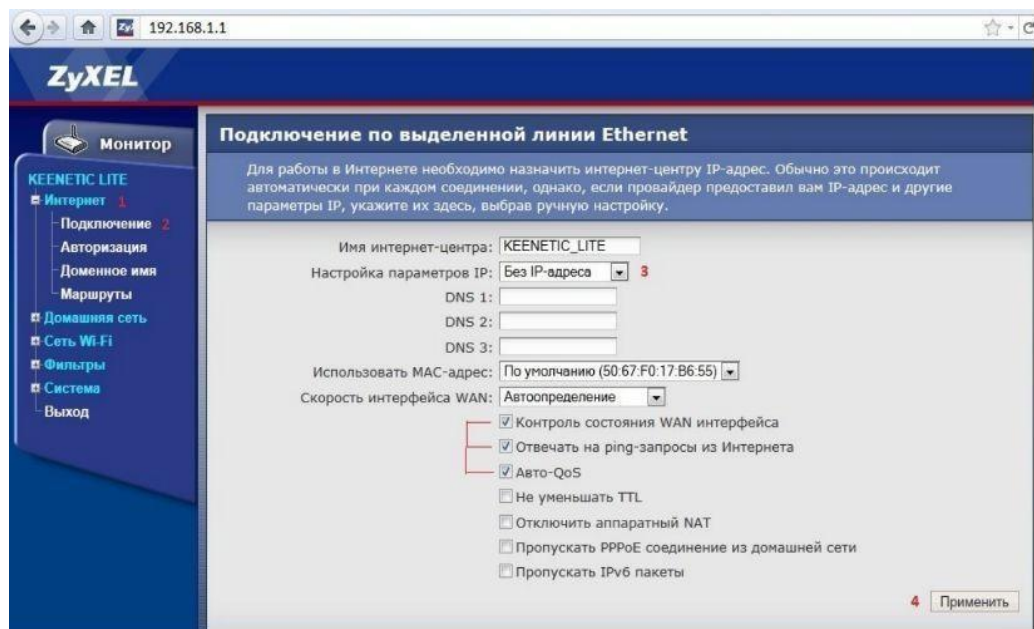 192.168.1.1
ZyXEL
Монитор
KEENETIC LITE
Интернет 1
Подключение 2
Авторизация
Доменное имя
Маршруты
Домашняя сеть
Сеть Wi-Fi
Фильтры
Система
Выход
Подключение по выделенной линии Ethernet
Для работы в Интернете необходимо назначить интернет-центру IP-адрес. Обычно это происходит
автоматически при каждом соединении, однако, если провайдер предоставил вам IP-адрес и другие
параметры IP, укажите их здесь, выбрав ручную настройку.
Имя интернет-центра: KEENETIC_LITE
Настройка параметров IP: Без IP-адреса 3
DNS 1:
DNS 2:
DNS 3:
Использовать MAC-адрес: По умолчанию (50:67:F0:17:B6:55)
Скорость интерфейса WAN: Автоопределение
Контроль состояния WAN интерфейса
Отвечать на ping-запросы из Интернета
Авто-QoS
Не уменьшать TTL
Отключить аппаратный NAT
Пропускать PPPoE соединение из домашней сети
Пропускать IPv6 пакеты
4 Применить